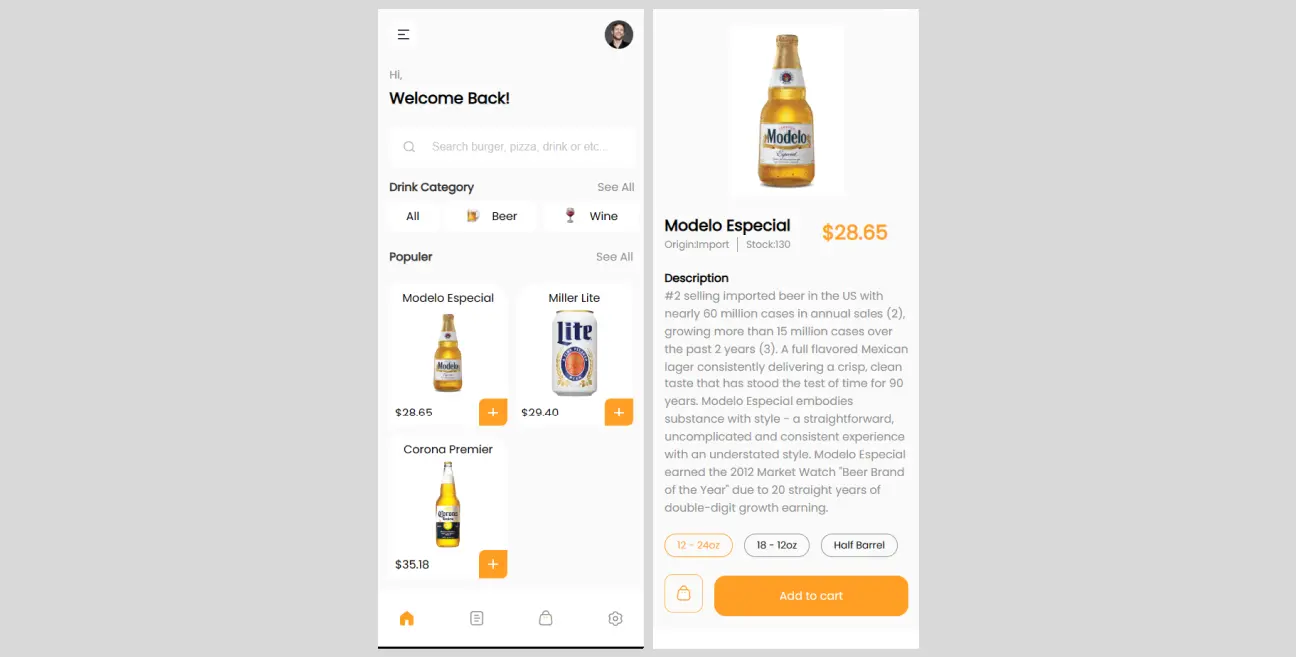 Hi,
Welcome Back!
Search burger, pizza, drink or etc...
Drink Category
See All
All
Beer
Wine
Populer
See All
Modelo Especial
Miller Lite
Modelo
Lite
$28.65
+
$29.40
+
Corona Premier
Corona
$35.18
+
Modelo
Especial
Modelo Especial
$28.65
Origin:Import
Stock:130
Description
#2 selling imported beer in the US with
nearly 60 million cases in annual sales (2),
growing more than 15 million cases over
the past 2 years (3). A full flavored Mexican
lager consistently delivering a crisp, clean
taste that has stood the test of time for 90
years. Modelo Especial embodies
substance with style - a straightforward,
uncomplicated and consistent experience
with an understated style. Modelo Especial
earned the 2012 Market Watch "Beer Brand
of the Year" due to 20 straight years of
double-digit growth earning.
12 - 24oz
18 - 12oz
Half Barrel
Add to cart